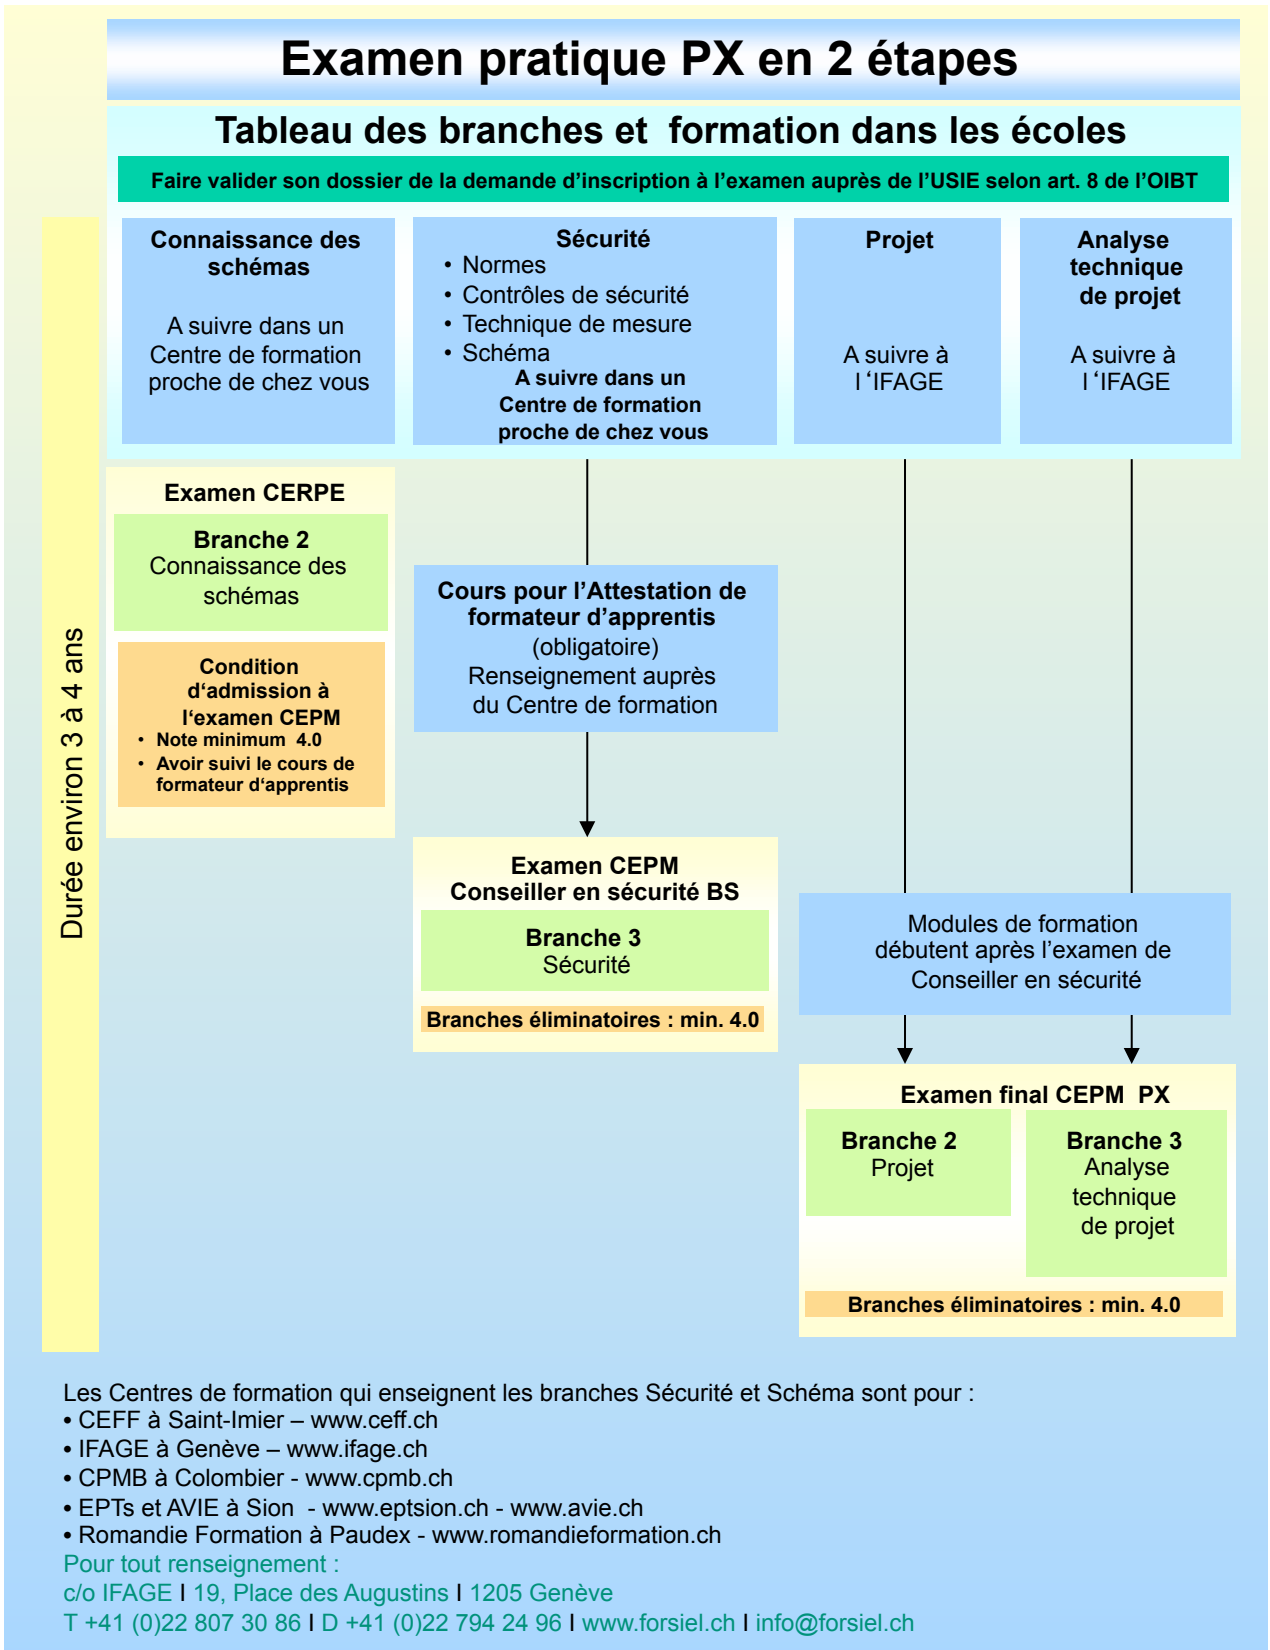 Examen pratique PX en 2 étapes
Tableau des branches et formation dans les écoles
Faire valider son dossier de la demande d’inscription à l’examen auprès de l’USIE selon art. 8 de l’OIBT
Durée environ 3 à 4 ans
Connaissance des
schémas
A suivre dans un
Centre de formation
proche de chez vous
Sécurité
• Normes
• Contrôles de sécurité
• Technique de mesure
• Schéma
A suivre dans un
Centre de formation
proche de chez vous
Projet
A suivre à
l ‘IFAGE
Analyse
technique
de projet
A suivre à
l ‘IFAGE
Examen CERPE
Branche 2
Connaissance des
schémas
Condition
d‘admission à
l‘examen CEPM
• Note minimum 4.0
• Avoir suivi le cours de
formateur d‘apprentis
Cours pour l’Attestation de
formateur d’apprentis
(obligatoire)
Renseignement auprès
du Centre de formation
Examen CEPM
Conseiller en sécurité BS
Branche 3
Sécurité
Branches éliminatoires : min. 4.0
Modules de formation
débutent après l’examen de
Conseiller en sécurité
Examen final CEPM PX
Branche 2
Projet
Branche 3
Analyse
technique
de projet
Branches éliminatoires : min. 4.0
Les Centres de formation qui enseignent les branches Sécurité et Schéma sont pour :
• CEFF à Saint-Imier – www.ceff.ch
• IFAGE à Genève – www.ifage.ch
• CPMB à Colombier - www.cpmb.ch
• EPTs et AVIE à Sion - www.eptsion.ch - www.avie.ch
• Romandie Formation à Paudex - www.romandieformation.ch
Pour tout renseignement :
c/o IFAGE I 19, Place des Augustins I 1205 Genève
T +41 (0)22 807 30 86 I D +41 (0)22 794 24 96 I www.forsiel.ch I info@forsiel.ch